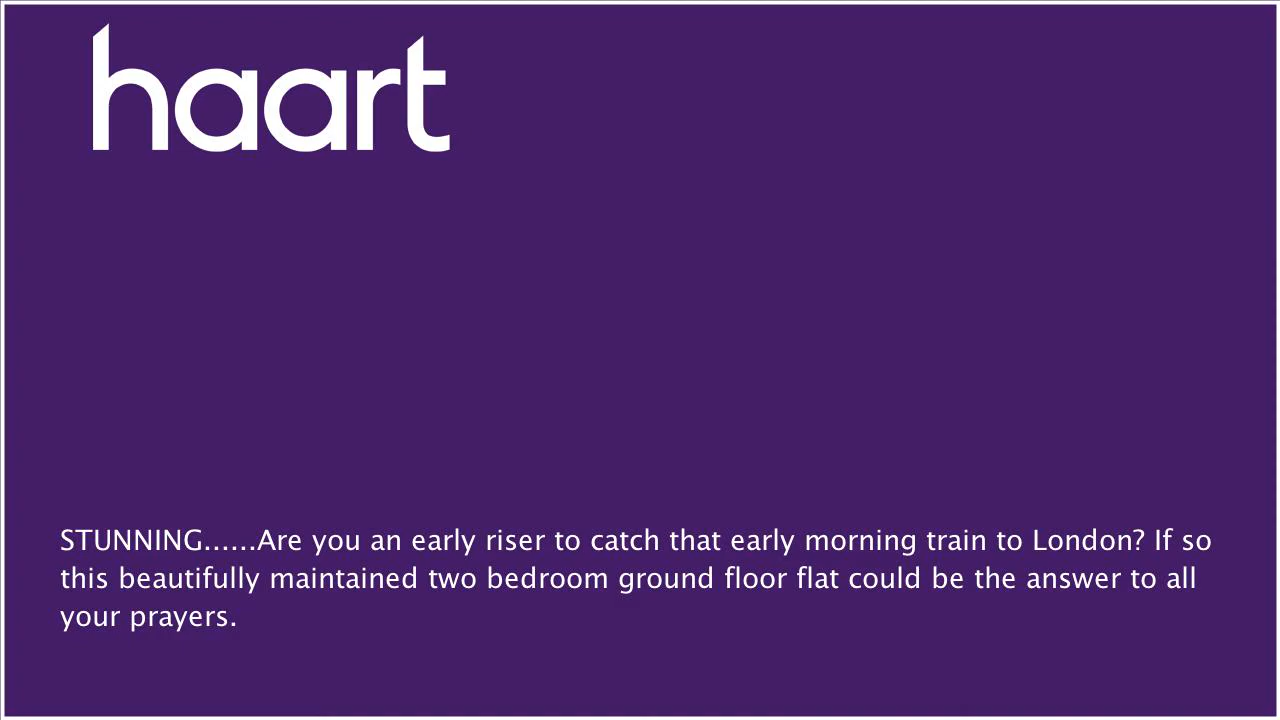 haart
STUNNING......Are you an early riser to catch that early morning train to London? If so
this beautifully maintained two bedroom ground floor flat could be the answer to all
your prayers.